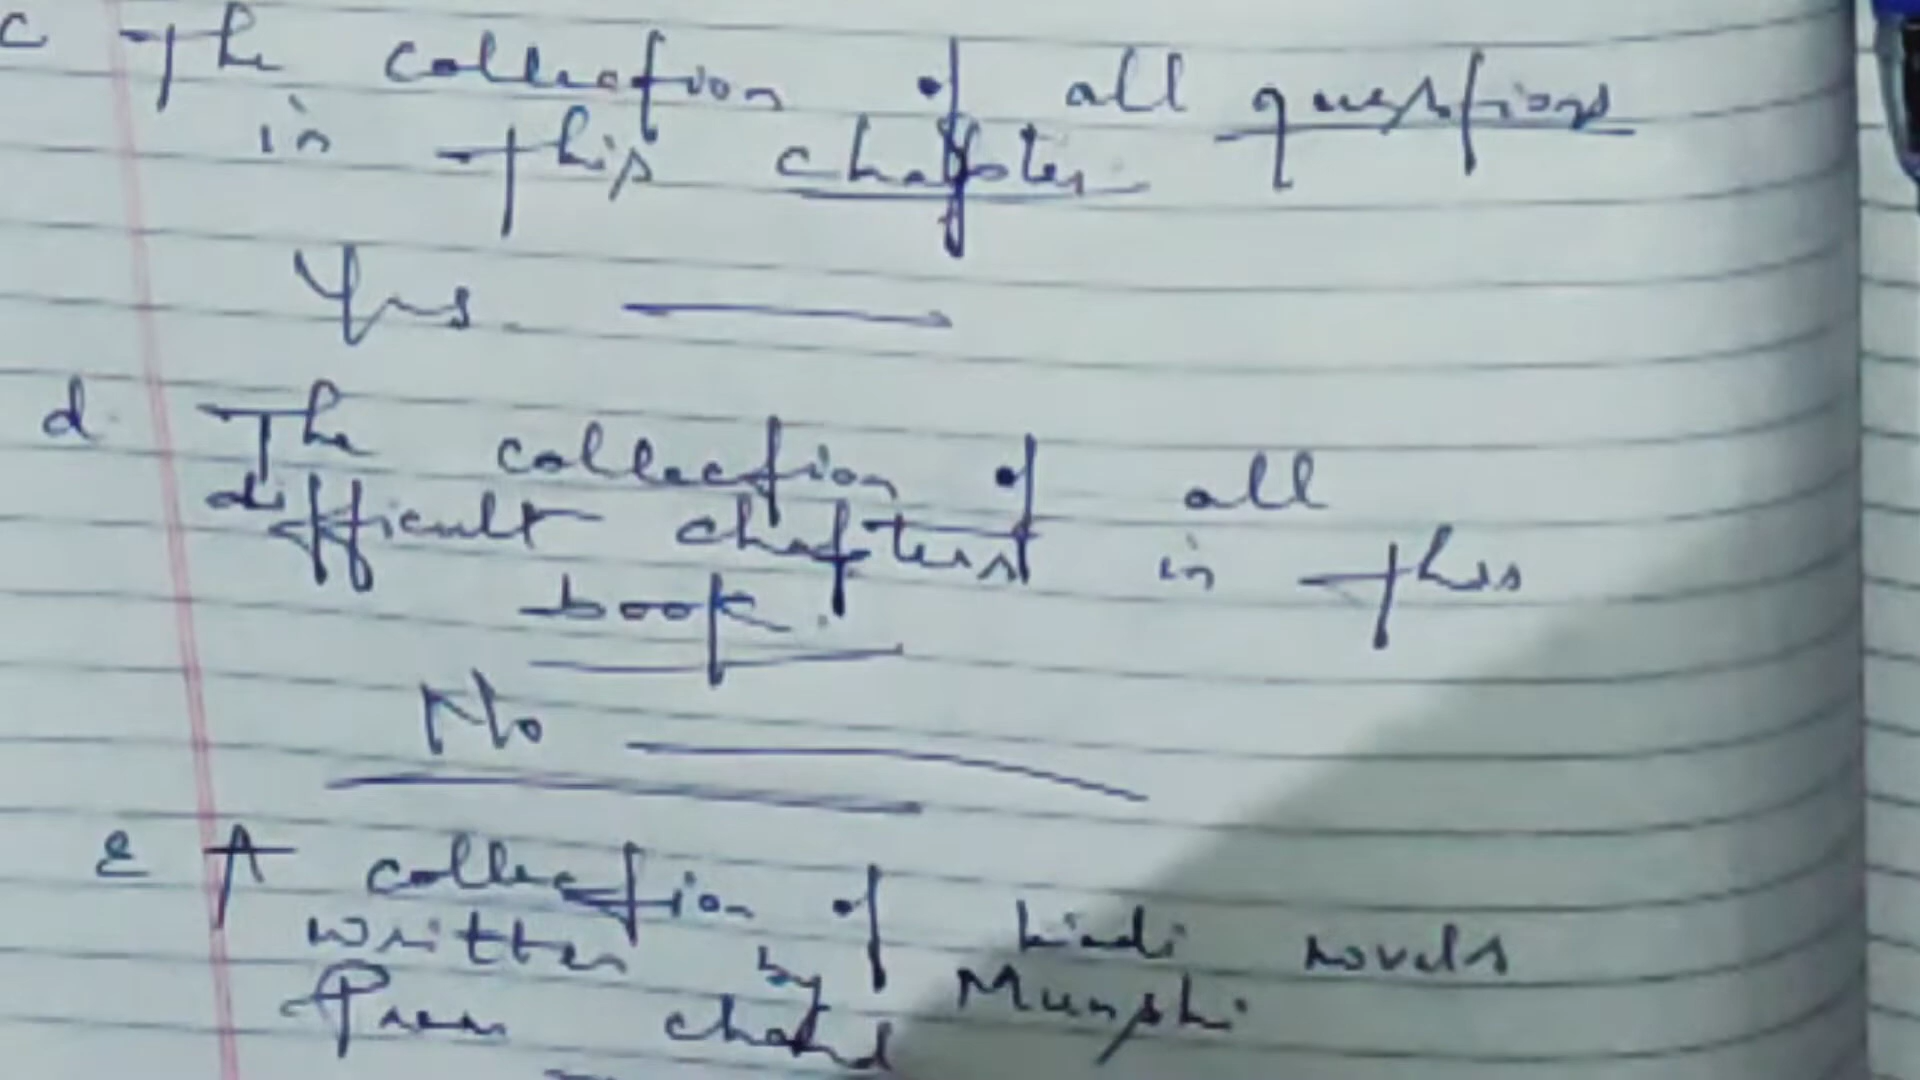 c The collection of all questions
in this chapter
Yes
d. The collection of all
difficult chapters in this
book.
No
E A collection of hindi novels
written by Munshi
Prem chand